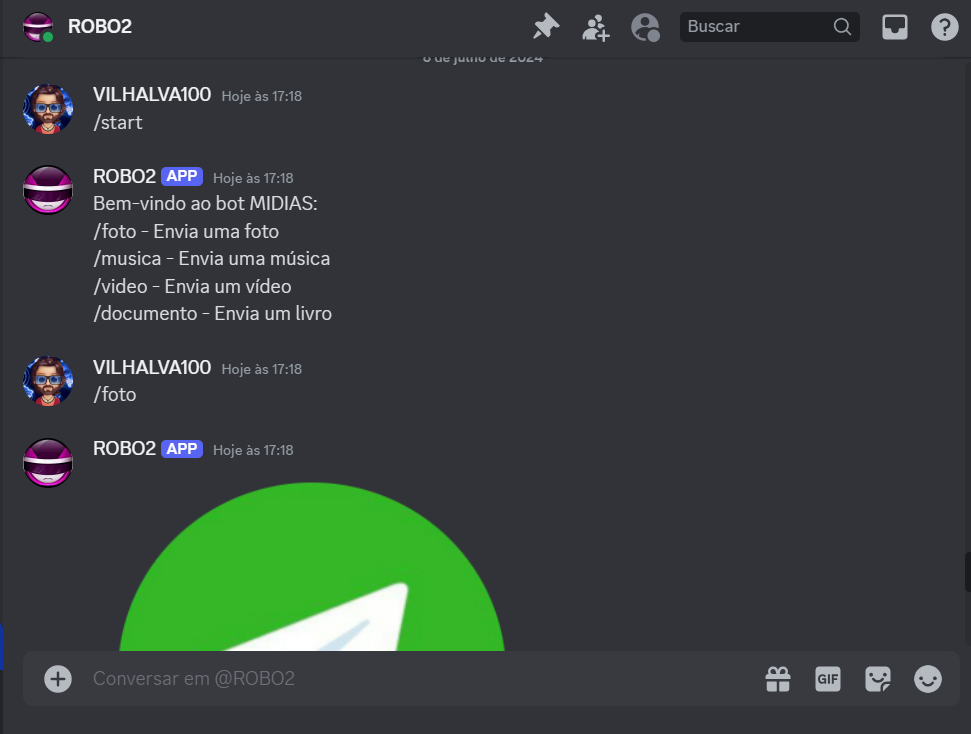 ROBO2
Buscar
8 de julho de 2024
VILHALVA100 Hoje às 17:18
/start
ROBO2 APP Hoje às 17:18
Bem-vindo ao bot MIDIAS:
/foto - Envia uma foto
/musica - Envia uma música
/video - Envia um vídeo
/documento - Envia um livro
VILHALVA100 Hoje às 17:18
/foto
ROBO2 APP Hoje às 17:18
Conversar em @ROBO2
GIF